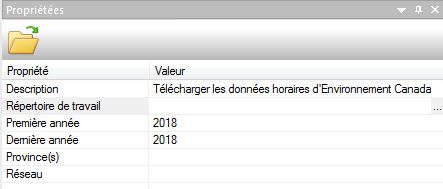 Propriétées
Propriété Valeur
Description Télécharger les données horaires d'Environnement Canada
Répertoire de travail ...
Première année 2018
Dernière année 2018
Province(s)
Réseau